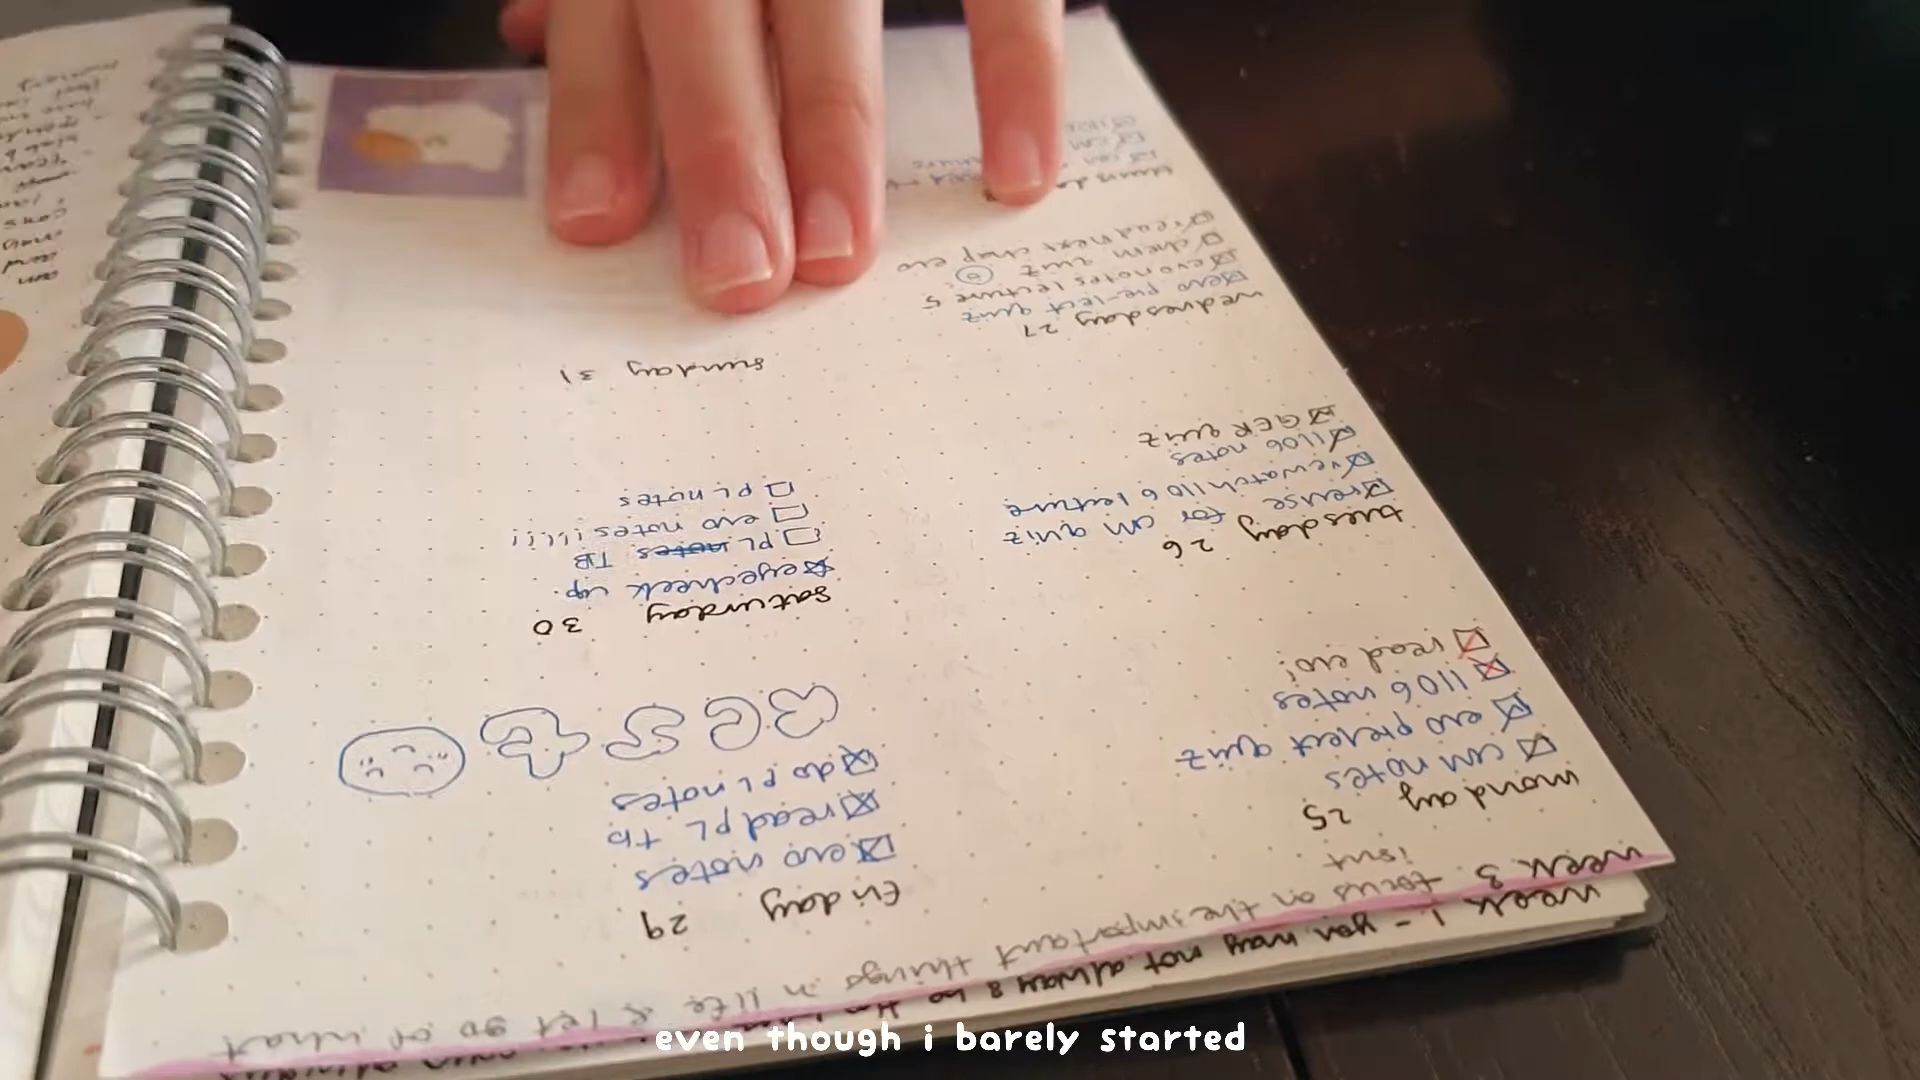 week 1 - you may not always
week 3. focus on the important things in life & let go of what
isnt
monday 25
cm notes
evo prelect quiz
1106 notes
read evo!
tuesday 26
revise for cm quiz
rewatch 1106 lecture
1106 notes
GER quiz
wednesday 27
evo pre-lect quiz
evo notes lecture 5
chem quiz
read next chap evo
friday 29
evo notes
read PL tb
do PL notes
saturday 30
eyecheck up
PL notes TB
evo notes!!!!!
PL notes
sunday 31
even though i barely started